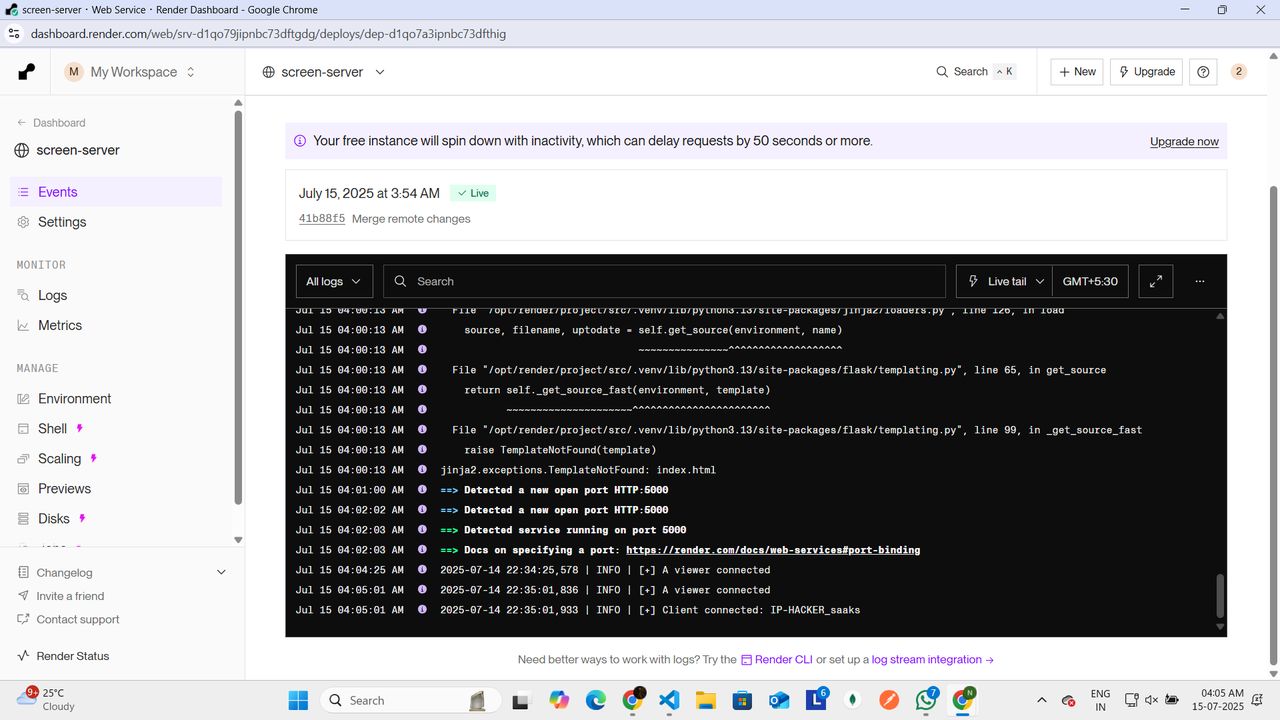 screen-server · Web Service · Render Dashboard - Google Chrome
dashboard.render.com/web/srv-d1qo79jipnbc73dftgdg/deploys/dep-d1qo7a3ipnbc73dfthig
M My Workspace
screen-server
Search ^ K
+ New
Upgrade
2
← Dashboard
screen-server
Events
Settings
MONITOR
Logs
Metrics
MANAGE
Environment
Shell
Scaling
Previews
Disks
Changelog
Invite a friend
Contact support
Render Status
Your free instance will spin down with inactivity, which can delay requests by 50 seconds or more.
Upgrade now
July 15, 2025 at 3:54 AM ✓ Live
41b88f5 Merge remote changes
All logs
Search
Live tail
GMT+5:30
...
Jul 15 04:00:13 AM File "/opt/render/project/src/.venv/lib/python3.13/site-packages/jinja2/loaders.py", line 126, in load
Jul 15 04:00:13 AM source, filename, uptodate = self.get_source(environment, name)
Jul 15 04:00:13 AM ~~~~~~~~~~~~~~~^^^^^^^^^^^^^^^^^^^
Jul 15 04:00:13 AM File "/opt/render/project/src/.venv/lib/python3.13/site-packages/flask/templating.py", line 65, in get_source
Jul 15 04:00:13 AM return self._get_source_fast(environment, template)
Jul 15 04:00:13 AM ~~~~~~~~~~~~~~~~~~~~~^^^^^^^^^^^^^^^^^^^^^^^
Jul 15 04:00:13 AM File "/opt/render/project/src/.venv/lib/python3.13/site-packages/flask/templating.py", line 99, in _get_source_fast
Jul 15 04:00:13 AM raise TemplateNotFound(template)
Jul 15 04:00:13 AM jinja2.exceptions.TemplateNotFound: index.html
Jul 15 04:01:00 AM ==> Detected a new open port HTTP:5000
Jul 15 04:02:02 AM ==> Detected a new open port HTTP:5000
Jul 15 04:02:03 AM ==> Detected service running on port 5000
Jul 15 04:02:03 AM ==> Docs on specifying a port: https://render.com/docs/web-services#port-binding
Jul 15 04:04:25 AM 2025-07-14 22:34:25,578 | INFO | [+] A viewer connected
Jul 15 04:05:01 AM 2025-07-14 22:35:01,836 | INFO | [+] A viewer connected
Jul 15 04:05:01 AM 2025-07-14 22:35:01,933 | INFO | [+] Client connected: IP-HACKER_saaks
Need better ways to work with logs? Try the Render CLI or set up a log stream integration →
9+
25°C
Cloudy
Search
L
6
7
N
ENG
IN
04:05 AM
15-07-2025